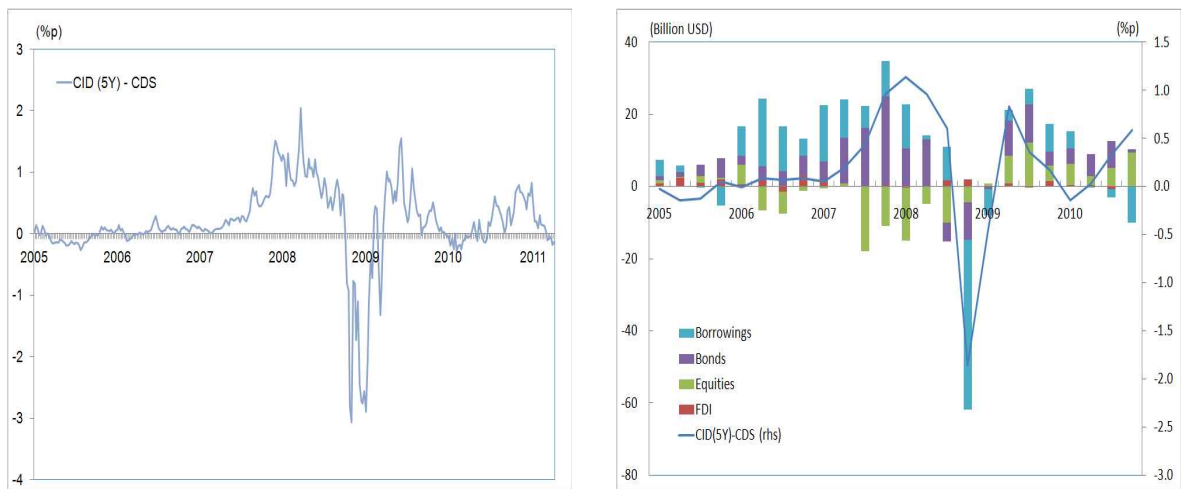 (%p)
3
CID (5Y) - CDS
2
1
0
2005 2006 2007 2008 2009 2010 2011
-1
-2
-3
-4
(Billion USD) (%p)
40 1.5
1.0
20
0.5
0 0.0
2005 2006 2007 2008 2009 2010
-0.5
-20
-1.0
-40 -1.5
-2.0
-60
-2.5
-80 -3.0
Borrowings
Bonds
Equities
FDI
CID(5Y)-CDS (rhs)